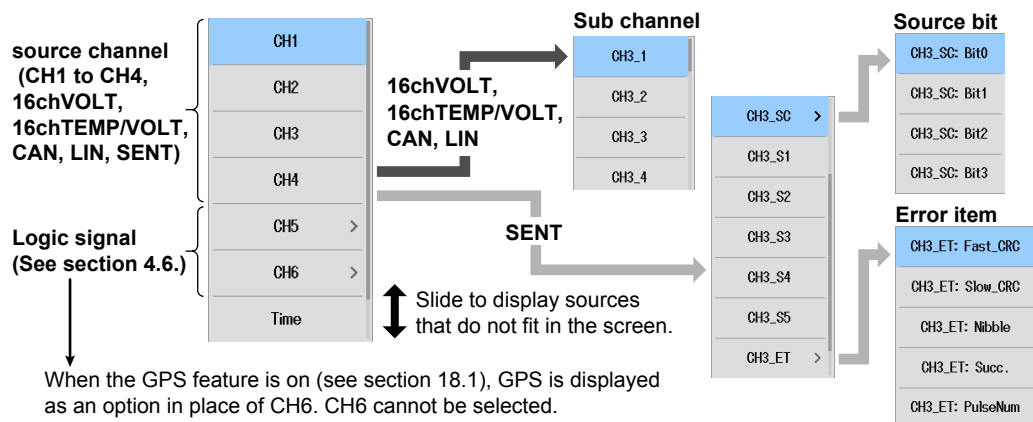 source channel
(CH1 to CH4,
16chVOLT,
16chTEMP/VOLT,
CAN, LIN, SENT)
Logic signal
(See section 4.6.)
CH1
CH2
CH3
CH4
CH5 >
CH6 >
Time
16chVOLT,
16chTEMP/VOLT,
CAN, LIN
SENT
Slide to display sources
that do not fit in the screen.
Sub channel
CH3_1
CH3_2
CH3_3
CH3_4
CH3_SC >
CH3_S1
CH3_S2
CH3_S3
CH3_S4
CH3_S5
CH3_ET >
Source bit
CH3_SC: Bit0
CH3_SC: Bit1
CH3_SC: Bit2
CH3_SC: Bit3
Error item
CH3_ET: Fast_CRC
CH3_ET: Slow_CRC
CH3_ET: Nibble
CH3_ET: Succ.
CH3_ET: PulseNum
When the GPS feature is on (see section 18.1), GPS is displayed
as an option in place of CH6. CH6 cannot be selected.